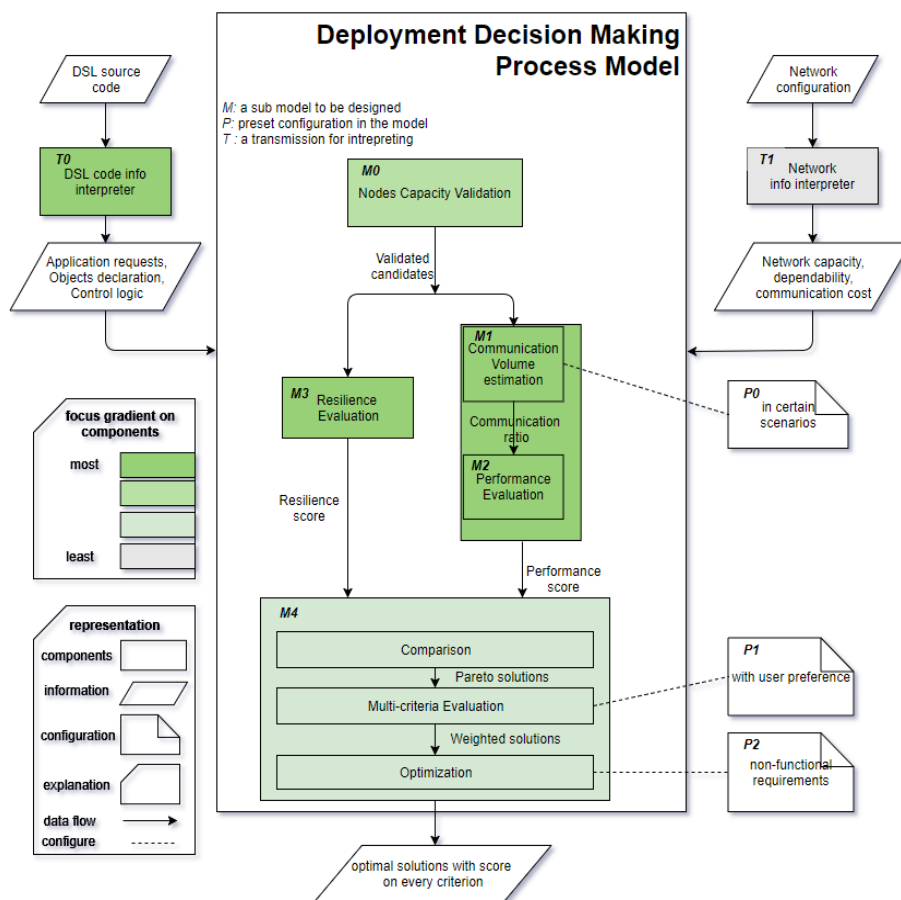 Deployment Decision Making
Process Model
M: a sub model to be designed
P: preset configuration in the model
T : a transmission for intrepreting
DSL source
code
T0
DSL code info
interpreter
Application requests,
Objects declaration,
Control logic
Network
configuration
T1
Network
info interpreter
Network capacity,
dependability,
communication cost
M0
Nodes Capacity Validation
Validated
candidates
M1
Communication
Volume
estimation
Communication
ratio
M2
Performance
Evaluation
M3
Resilience
Evaluation
Resilience
score
Performance
score
P0
in certain
scenarios
focus gradient on
components
most
least
M4
Comparison
Pareto solutions
Multi-criteria Evaluation
Weighted solutions
Optimization
P1
with user preference
P2
non-functional
requirements
representation
components
information
configuration
explanation
data flow
configure
optimal solutions with score
on every criterion